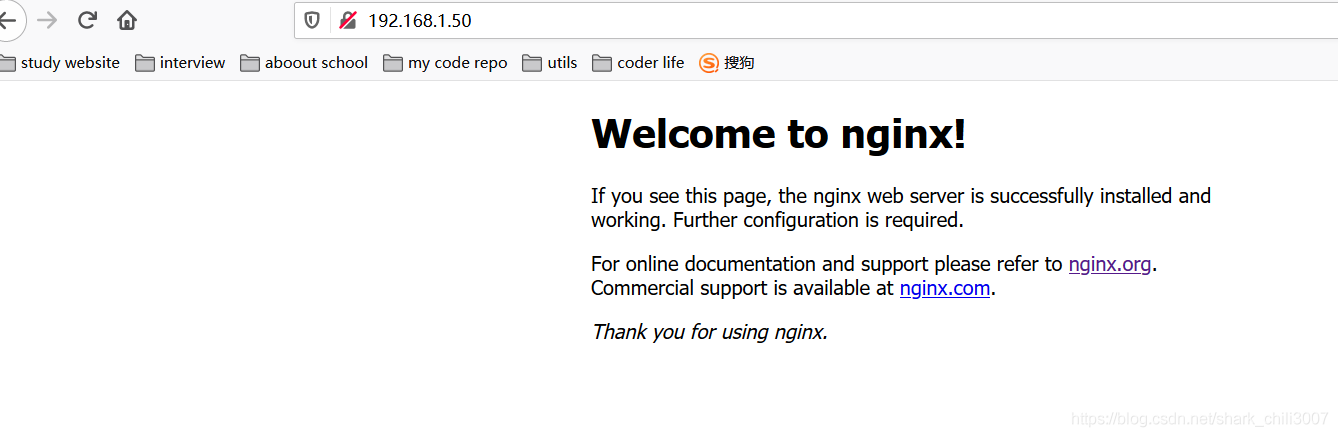 192.168.1.50
study website interview aboout school my code repo utils coder life 搜狗
Welcome to nginx!
If you see this page, the nginx web server is successfully installed and
working. Further configuration is required.
For online documentation and support please refer to nginx.org.
Commercial support is available at nginx.com.
Thank you for using nginx.
https://blog.csdn.net/shark_chili3007